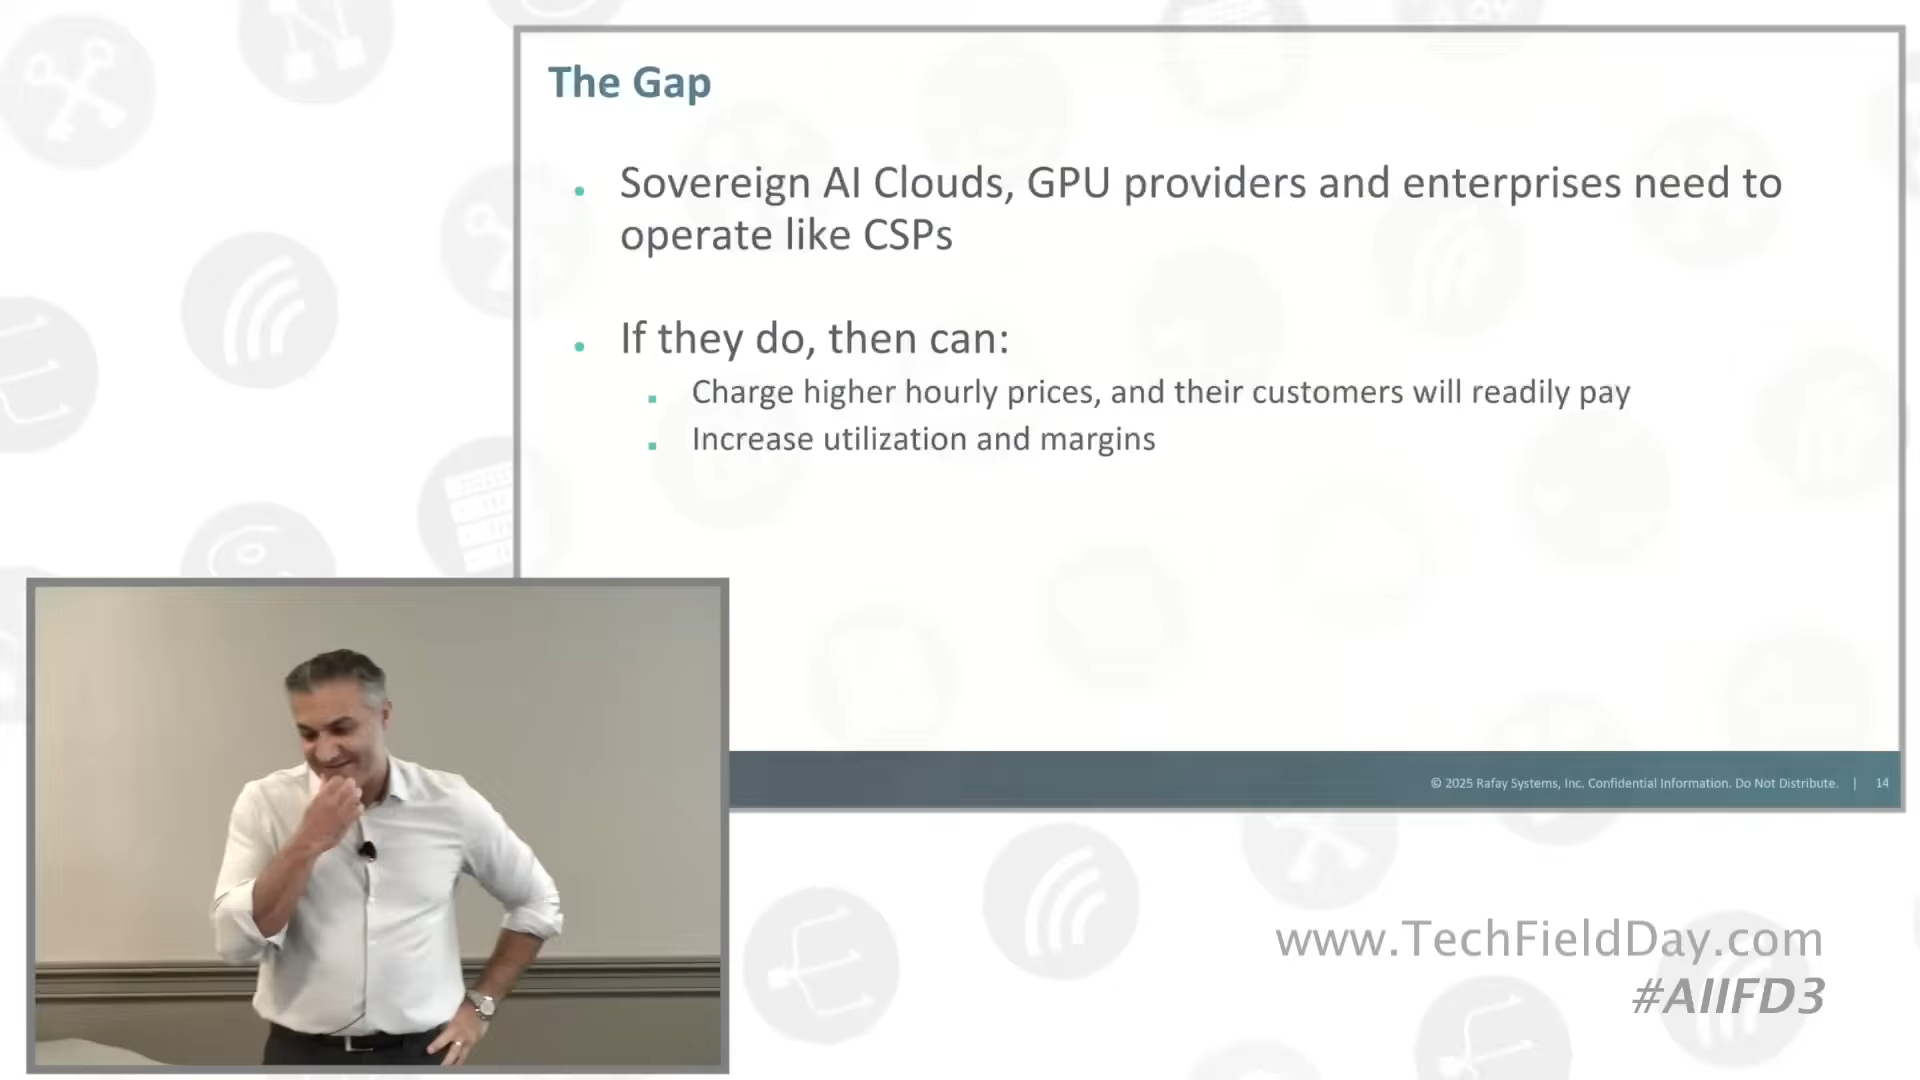 The Gap
Sovereign AI Clouds, GPU providers and enterprises need to
operate like CSPs
If they do, then can:
Charge higher hourly prices, and their customers will readily pay
Increase utilization and margins
© 2025 Rafay Systems, Inc. Confidential Information. Do Not Distribute. | 14
www.TechFieldDay.com
#AIIFD3